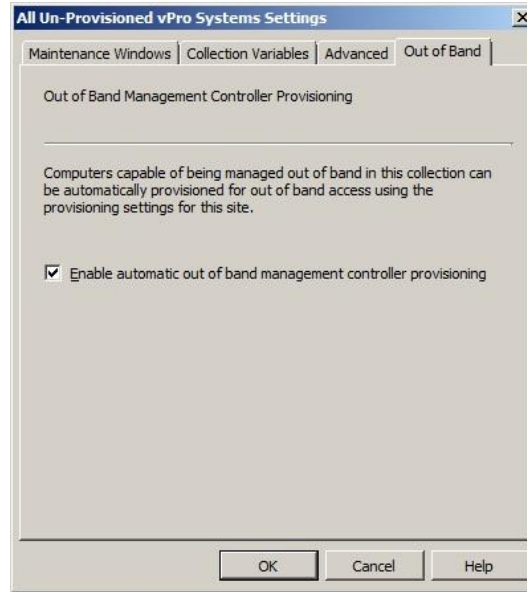 All Un-Provisioned vPro Systems Settings
Maintenance Windows Collection Variables Advanced Out of Band
Out of Band Management Controller Provisioning
Computers capable of being managed out of band in this collection can
be automatically provisioned for out of band access using the
provisioning settings for this site.
Enable automatic out of band management controller provisioning
OK Cancel Help